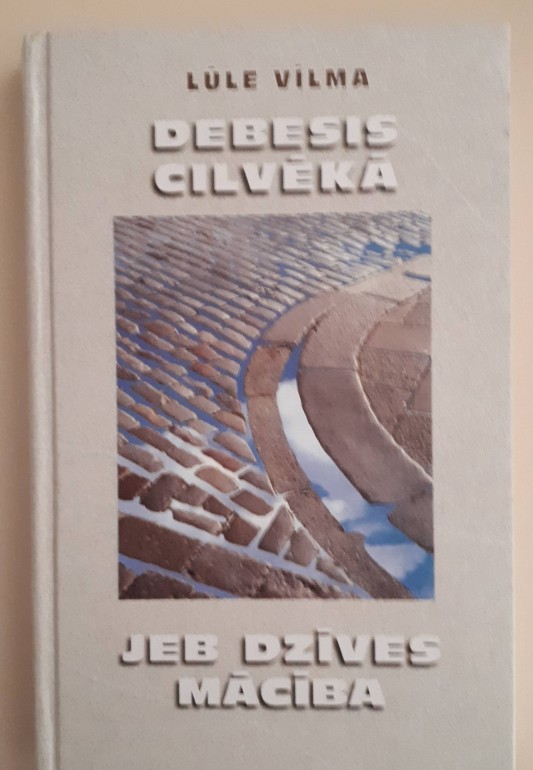 LŪLE VĪLMA
DEBESIS
CILVĒKĀ
JEB DZĪVES
MĀCĪBA